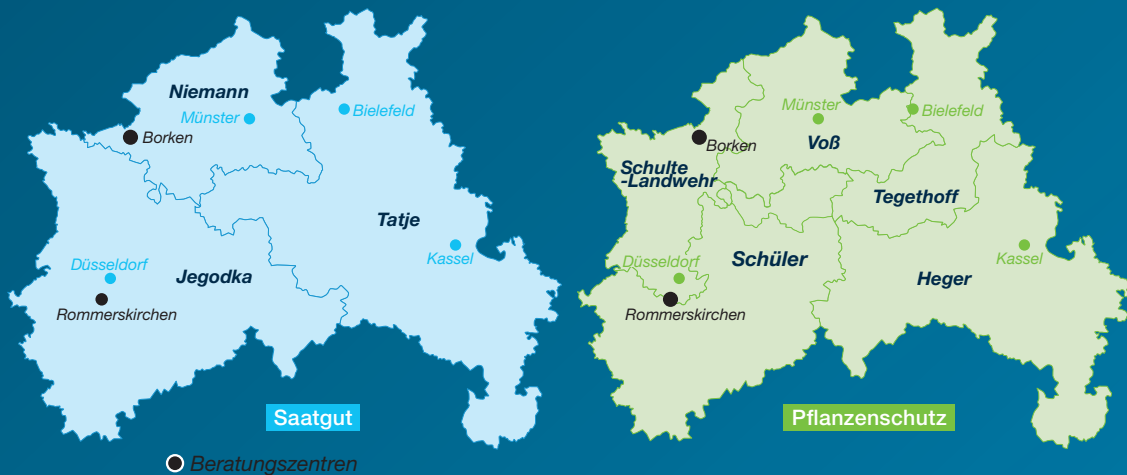 Niemann
Münster
Bielefeld
Borken
Tatje
Kassel
Düsseldorf
Jegodka
Rommerskirchen
Saatgut
Münster
Bielefeld
Borken
Voß
Schulte
-Landwehr
Tegethoff
Düsseldorf
Schüler
Kassel
Heger
Rommerskirchen
Pflanzenschutz
Beratungszentren